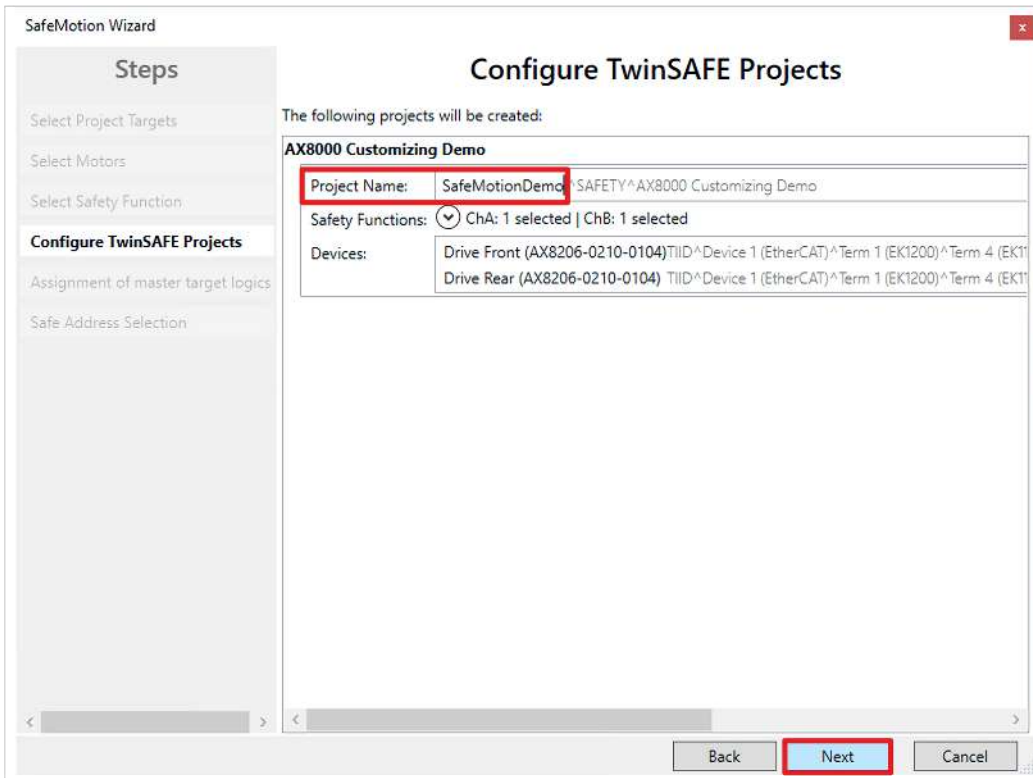 SafeMotion Wizard
x
Steps
Select Project Targets
Select Motors
Select Safety Function
Configure TwinSAFE Projects
Assignment of master target logics
Safe Address Selection
Configure TwinSAFE Projects
The following projects will be created:
AX8000 Customizing Demo
Project Name: SafeMotionDemo ^SAFETY^AX8000 Customizing Demo
Safety Functions: ChA: 1 selected | ChB: 1 selected
Devices: Drive Front (AX8206-0210-0104)TIID^Device 1 (EtherCAT)^Term 1 (EK1200)^Term 4 (EK11
Drive Rear (AX8206-0210-0104) TIID^Device 1 (EtherCAT)^Term 1 (EK1200)^Term 4 (EK11
Back Next Cancel